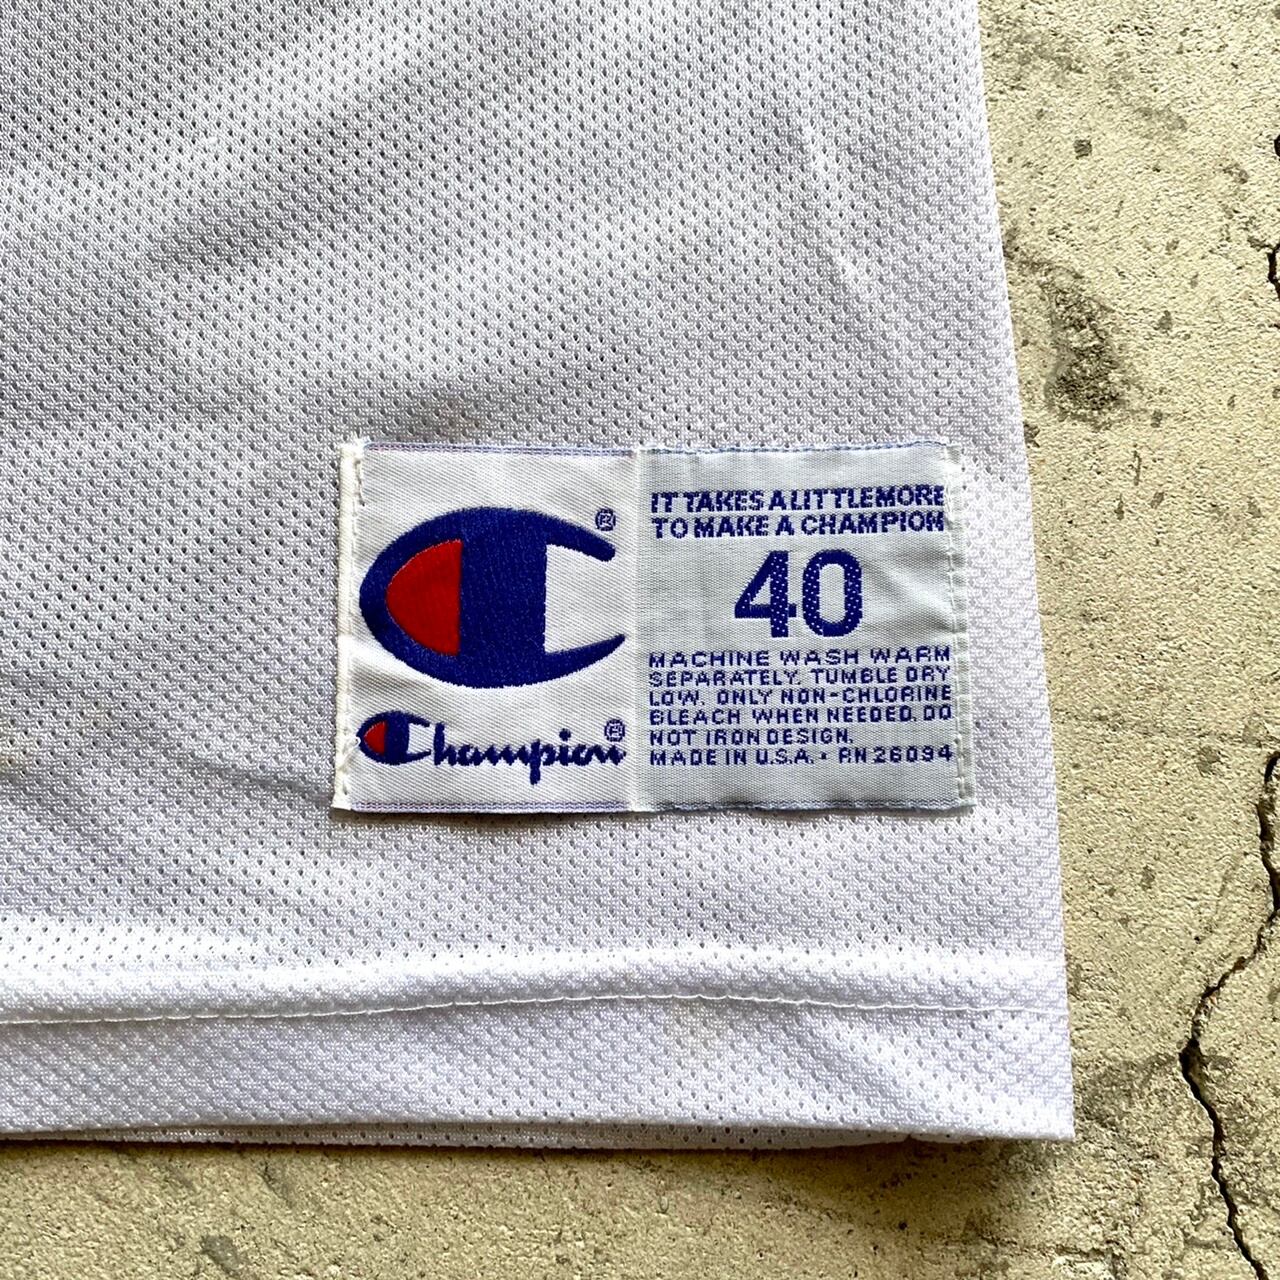 ®
Champion®
IT TAKES A LITTLE MORE
TO MAKE A CHAMPION
40
MACHINE WASH WARM
SEPARATELY. TUMBLE DRY
LOW. ONLY NON-CHLORINE
BLEACH WHEN NEEDED. DO
NOT IRON DESIGN.
MADE IN U.S.A. • RN 26094